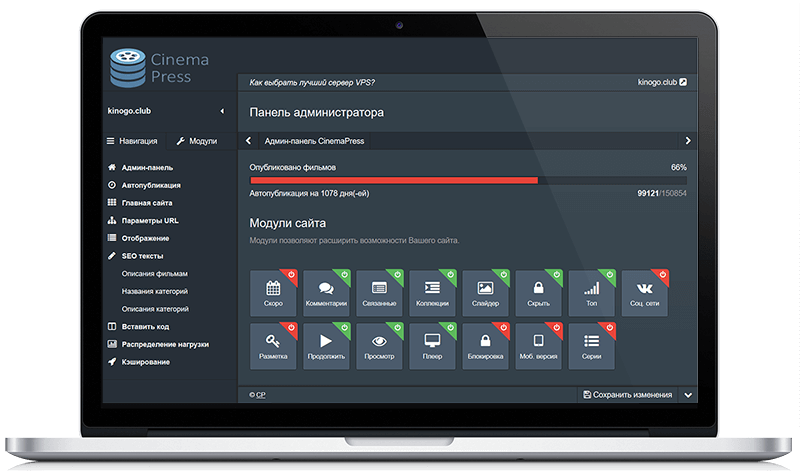 Cinema
Press
Как выбрать лучший сервер VPS?
kinogo.club
kinogo.club
Панель администратора
Навигация
Модули
Админ-панель CinemaPress
Админ-панель
Автопубликация
Главная сайта
Параметры URL
Отображение
SEO тексты
Описания фильмам
Названия категорий
Описания категорий
Вставить код
Распределение нагрузки
Кэширование
Опубликовано фильмов
66%
Автопубликация на 1078 дня(-ей)
99121/150854
Модули сайта
Модули позволяют расширить возможности Вашего сайта.
Скоро
Комментарии
Связанные
Коллекции
Слайдер
Скрыть
Топ
Соц. сети
Разметка
Продолжить
Просмотр
Плеер
Блокировка
Моб. версия
Серии
© CP
Сохранить изменения